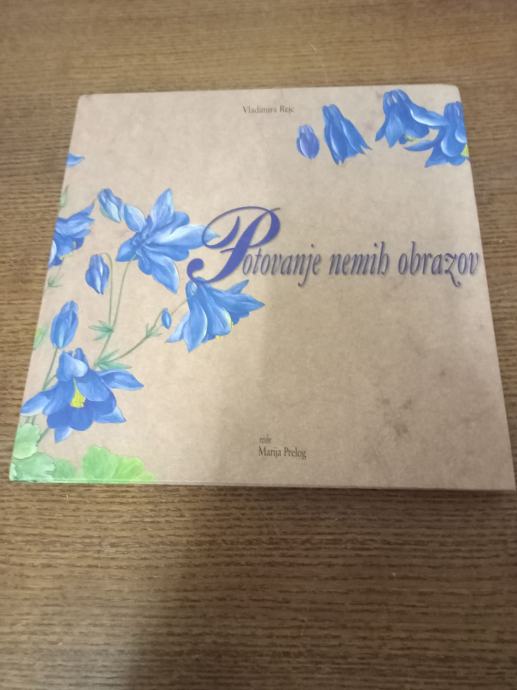 Vladimira Rejc
Potovanje nemih obrazov
riše
Marija Prelog